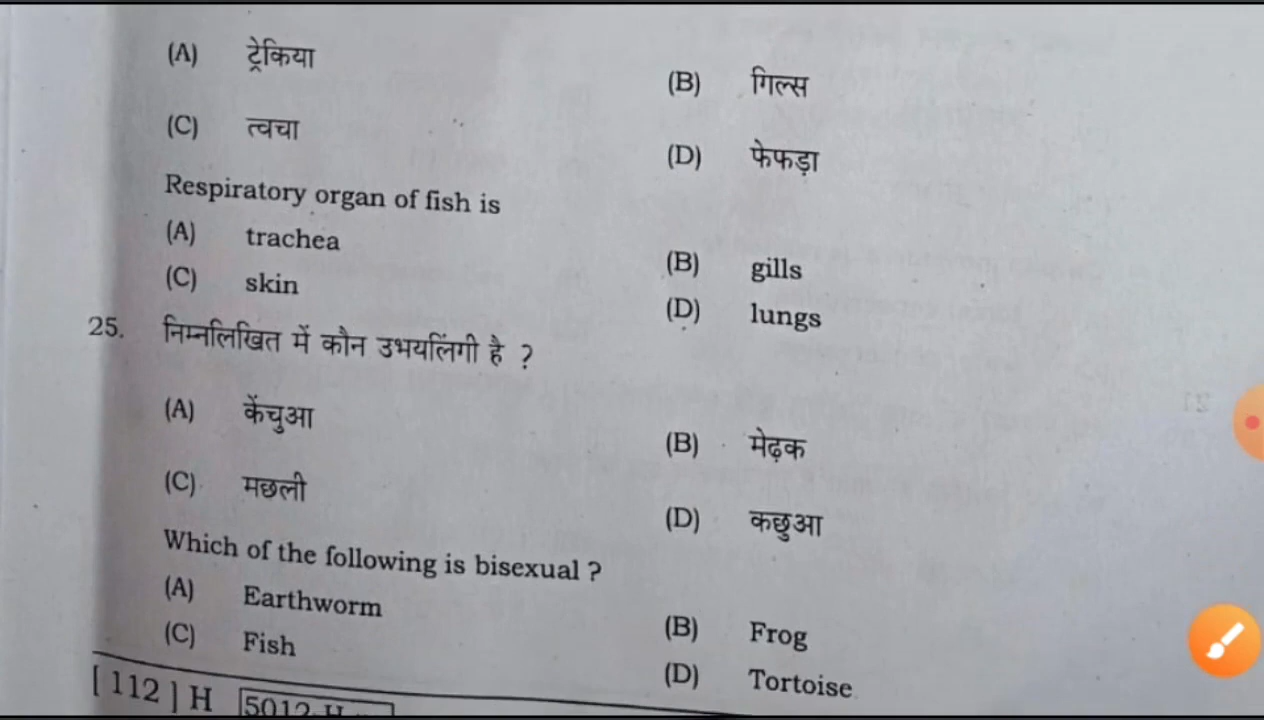 (A) ट्रेकिया
(B) गिल्स
(C) त्वचा
(D) फेफड़ा
Respiratory organ of fish is
(A) trachea
(B) gills
(C) skin
(D) lungs
25. निम्नलिखित में कौन उभयलिंगी है ?
(A) केंचुआ
(B) मेढ़क
(C) मछली
(D) कछुआ
Which of the following is bisexual ?
(A) Earthworm
(B) Frog
(C) Fish
(D) Tortoise
[ 112 ] H 5012-H